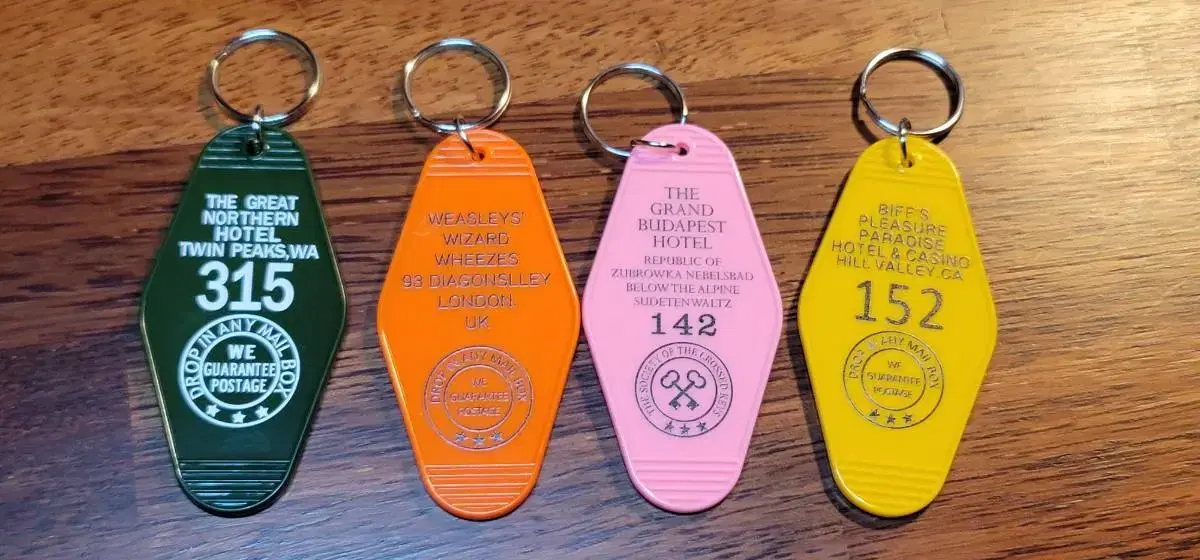 THE GREAT
NORTHERN
HOTEL
TWIN PEAKS,WA
315
DROP IN ANY MAIL BOX
WE
GUARANTEE
POSTAGE
WEASLEYS'
WIZARD
WHEEZES
93 DIAGONSLLEY
LONDON.
UK
DROP IN ANY MAIL BOX
WE
GUARANTEE
POSTAGE
THE
GRAND
BUDAPEST
HOTEL
REPUBLIC OF
ZUBROWKA NEBELSBAD
BELOW THE ALPINE
SUDETENWALTZ
142
THE SOCIETY OF THE CROSSED KEYS
BIFF'S
PLEASURE
PARADISE
HOTEL & CASINO
HILL VALLEY.CA
152
DROP IN ANY MAIL BOX
WE
GUARANTEE
POSTAGE